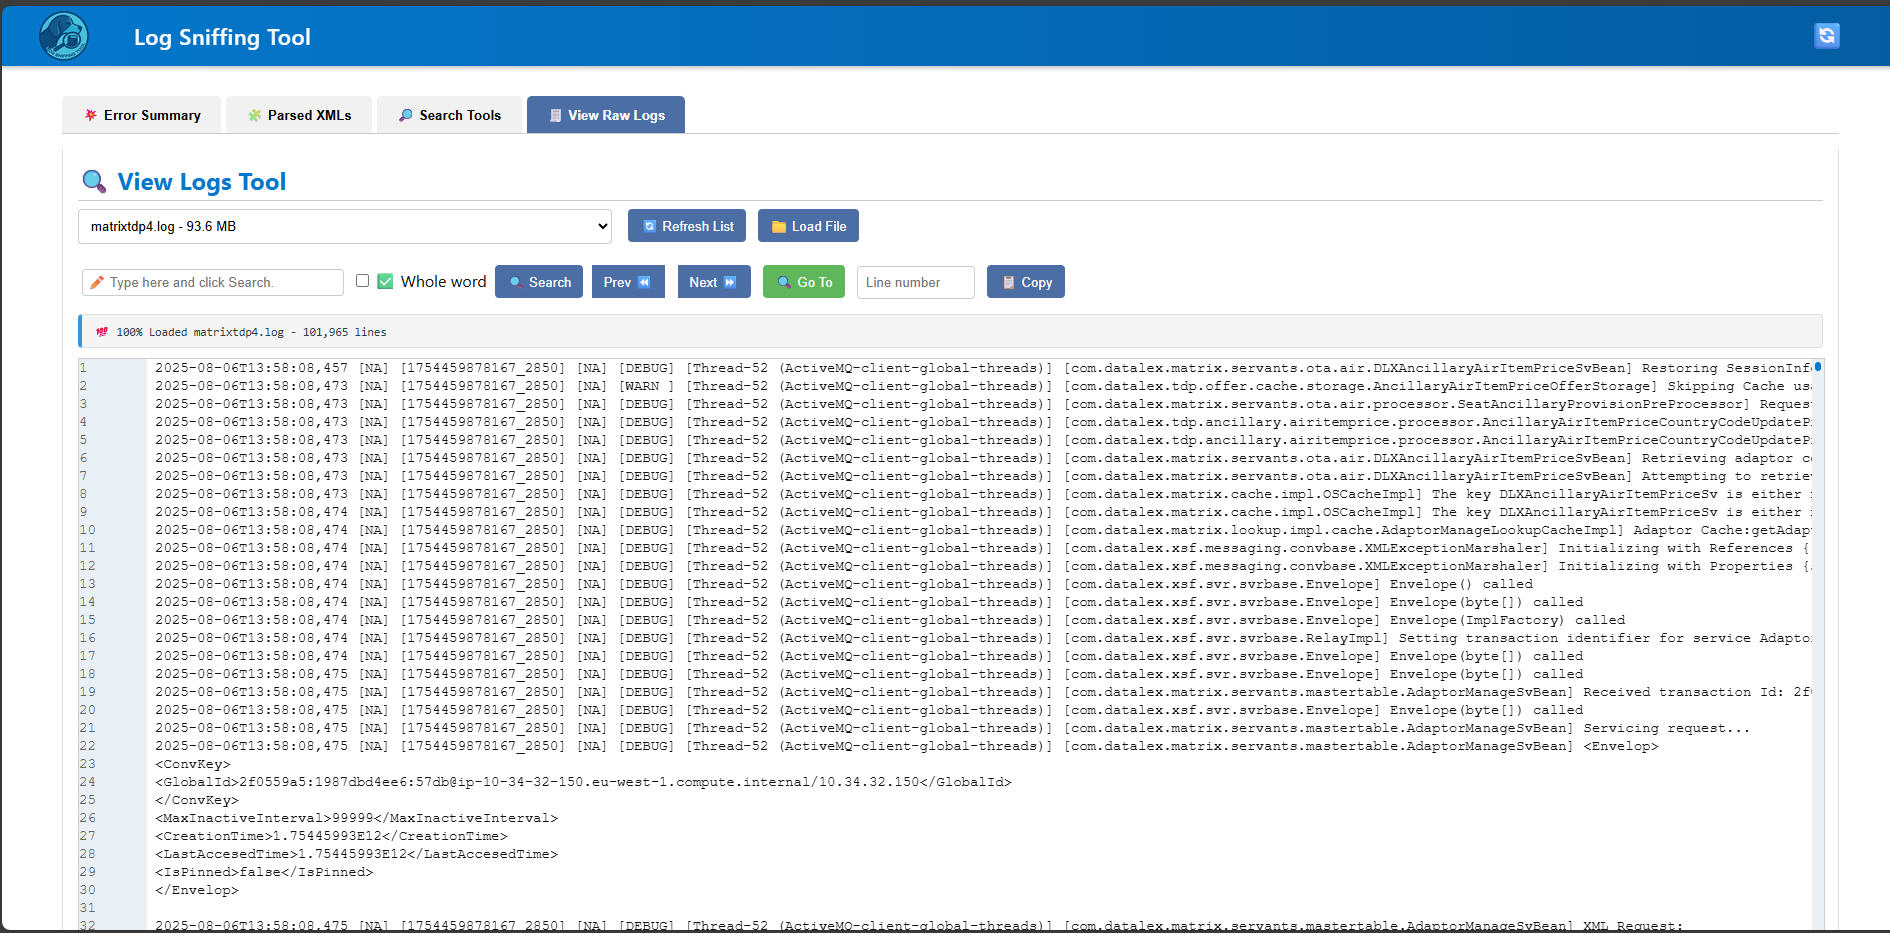 Log Sniffing Tool
Error Summary
Parsed XMLs
Search Tools
View Raw Logs
View Logs Tool
matrixtdp4.log - 93.6 MB
Refresh List
Load File
Type here and click Search.
Whole word
Search
Prev
Next
Go To
Line number
Copy
100% Loaded matrixtdp4.log - 101,965 lines
1 2025-08-06T13:58:08,457 [NA] [1754459878167_2850] [NA] [DEBUG] [Thread-52 (ActiveMQ-client-global-threads)] [com.datalex.matrix.servants.ota.air.DLXAncillaryAirItemPriceSvBean] Restoring SessionInf
2 2025-08-06T13:58:08,473 [NA] [1754459878167_2850] [NA] [WARN ] [Thread-52 (ActiveMQ-client-global-threads)] [com.datalex.tdp.offer.cache.storage.AncillaryAirItemPriceOfferStorage] Skipping Cache us
3 2025-08-06T13:58:08,473 [NA] [1754459878167_2850] [NA] [DEBUG] [Thread-52 (ActiveMQ-client-global-threads)] [com.datalex.matrix.servants.ota.air.processor.SeatAncillaryProvisionPreProcessor] Reques
4 2025-08-06T13:58:08,473 [NA] [1754459878167_2850] [NA] [DEBUG] [Thread-52 (ActiveMQ-client-global-threads)] [com.datalex.tdp.ancillary.airitemprice.processor.AncillaryAirItemPriceCountryCodeUpdateP
5 2025-08-06T13:58:08,473 [NA] [1754459878167_2850] [NA] [DEBUG] [Thread-52 (ActiveMQ-client-global-threads)] [com.datalex.tdp.ancillary.airitemprice.processor.AncillaryAirItemPriceCountryCodeUpdateP
6 2025-08-06T13:58:08,473 [NA] [1754459878167_2850] [NA] [DEBUG] [Thread-52 (ActiveMQ-client-global-threads)] [com.datalex.matrix.servants.ota.air.DLXAncillaryAirItemPriceSvBean] Retrieving adaptor c
7 2025-08-06T13:58:08,473 [NA] [1754459878167_2850] [NA] [DEBUG] [Thread-52 (ActiveMQ-client-global-threads)] [com.datalex.matrix.servants.ota.air.DLXAncillaryAirItemPriceSvBean] Attempting to retrie
8 2025-08-06T13:58:08,473 [NA] [1754459878167_2850] [NA] [DEBUG] [Thread-52 (ActiveMQ-client-global-threads)] [com.datalex.matrix.cache.impl.OSCacheImpl] The key DLXAncillaryAirItemPriceSv is either
9 2025-08-06T13:58:08,474 [NA] [1754459878167_2850] [NA] [DEBUG] [Thread-52 (ActiveMQ-client-global-threads)] [com.datalex.matrix.cache.impl.OSCacheImpl] The key DLXAncillaryAirItemPriceSv is either
10 2025-08-06T13:58:08,474 [NA] [1754459878167_2850] [NA] [DEBUG] [Thread-52 (ActiveMQ-client-global-threads)] [com.datalex.matrix.lookup.impl.cache.AdaptorManageLookupCacheImpl] Adaptor Cache:getAdap
11 2025-08-06T13:58:08,474 [NA] [1754459878167_2850] [NA] [DEBUG] [Thread-52 (ActiveMQ-client-global-threads)] [com.datalex.xsf.messaging.convbase.XMLExceptionMarshaler] Initializing with References {
12 2025-08-06T13:58:08,474 [NA] [1754459878167_2850] [NA] [DEBUG] [Thread-52 (ActiveMQ-client-global-threads)] [com.datalex.xsf.messaging.convbase.XMLExceptionMarshaler] Initializing with Properties {
13 2025-08-06T13:58:08,474 [NA] [1754459878167_2850] [NA] [DEBUG] [Thread-52 (ActiveMQ-client-global-threads)] [com.datalex.xsf.svr.svrbase.Envelope] Envelope() called
14 2025-08-06T13:58:08,474 [NA] [1754459878167_2850] [NA] [DEBUG] [Thread-52 (ActiveMQ-client-global-threads)] [com.datalex.xsf.svr.svrbase.Envelope] Envelope(byte[]) called
15 2025-08-06T13:58:08,474 [NA] [1754459878167_2850] [NA] [DEBUG] [Thread-52 (ActiveMQ-client-global-threads)] [com.datalex.xsf.svr.svrbase.Envelope] Envelope(ImplFactory) called
16 2025-08-06T13:58:08,474 [NA] [1754459878167_2850] [NA] [DEBUG] [Thread-52 (ActiveMQ-client-global-threads)] [com.datalex.xsf.svr.svrbase.RelayImpl] Setting transaction identifier for service Adapto
17 2025-08-06T13:58:08,474 [NA] [1754459878167_2850] [NA] [DEBUG] [Thread-52 (ActiveMQ-client-global-threads)] [com.datalex.xsf.svr.svrbase.Envelope] Envelope(byte[]) called
18 2025-08-06T13:58:08,475 [NA] [1754459878167_2850] [NA] [DEBUG] [Thread-52 (ActiveMQ-client-global-threads)] [com.datalex.xsf.svr.svrbase.Envelope] Envelope(byte[]) called
19 2025-08-06T13:58:08,475 [NA] [1754459878167_2850] [NA] [DEBUG] [Thread-52 (ActiveMQ-client-global-threads)] [com.datalex.matrix.servants.mastertable.AdaptorManageSvBean] Received transaction Id: 2f
20 2025-08-06T13:58:08,475 [NA] [1754459878167_2850] [NA] [DEBUG] [Thread-52 (ActiveMQ-client-global-threads)] [com.datalex.xsf.svr.svrbase.Envelope] Envelope(byte[]) called
21 2025-08-06T13:58:08,475 [NA] [1754459878167_2850] [NA] [DEBUG] [Thread-52 (ActiveMQ-client-global-threads)] [com.datalex.matrix.servants.mastertable.AdaptorManageSvBean] Servicing request...
22 2025-08-06T13:58:08,475 [NA] [1754459878167_2850] [NA] [DEBUG] [Thread-52 (ActiveMQ-client-global-threads)] [com.datalex.matrix.servants.mastertable.AdaptorManageSvBean] <Envelop>
23 <ConvKey>
24 <GlobalId>2f0559a5:1987dbd4ee6:57db@ip-10-34-32-150.eu-west-1.compute.internal/10.34.32.150</GlobalId>
25 </ConvKey>
26 <MaxInactiveInterval>99999</MaxInactiveInterval>
27 <CreationTime>1.75445993E12</CreationTime>
28 <LastAccesedTime>1.75445993E12</LastAccesedTime>
29 <IsPinned>false</IsPinned>
30 </Envelop>
31
32 2025-08-06T13:58:08,475 [NA] [1754459878167_2850] [NA] [DEBUG] [Thread-52 (ActiveMQ-client-global-threads)] [com.datalex.matrix.servants.mastertable.AdaptorManageSvBean] XML Request: